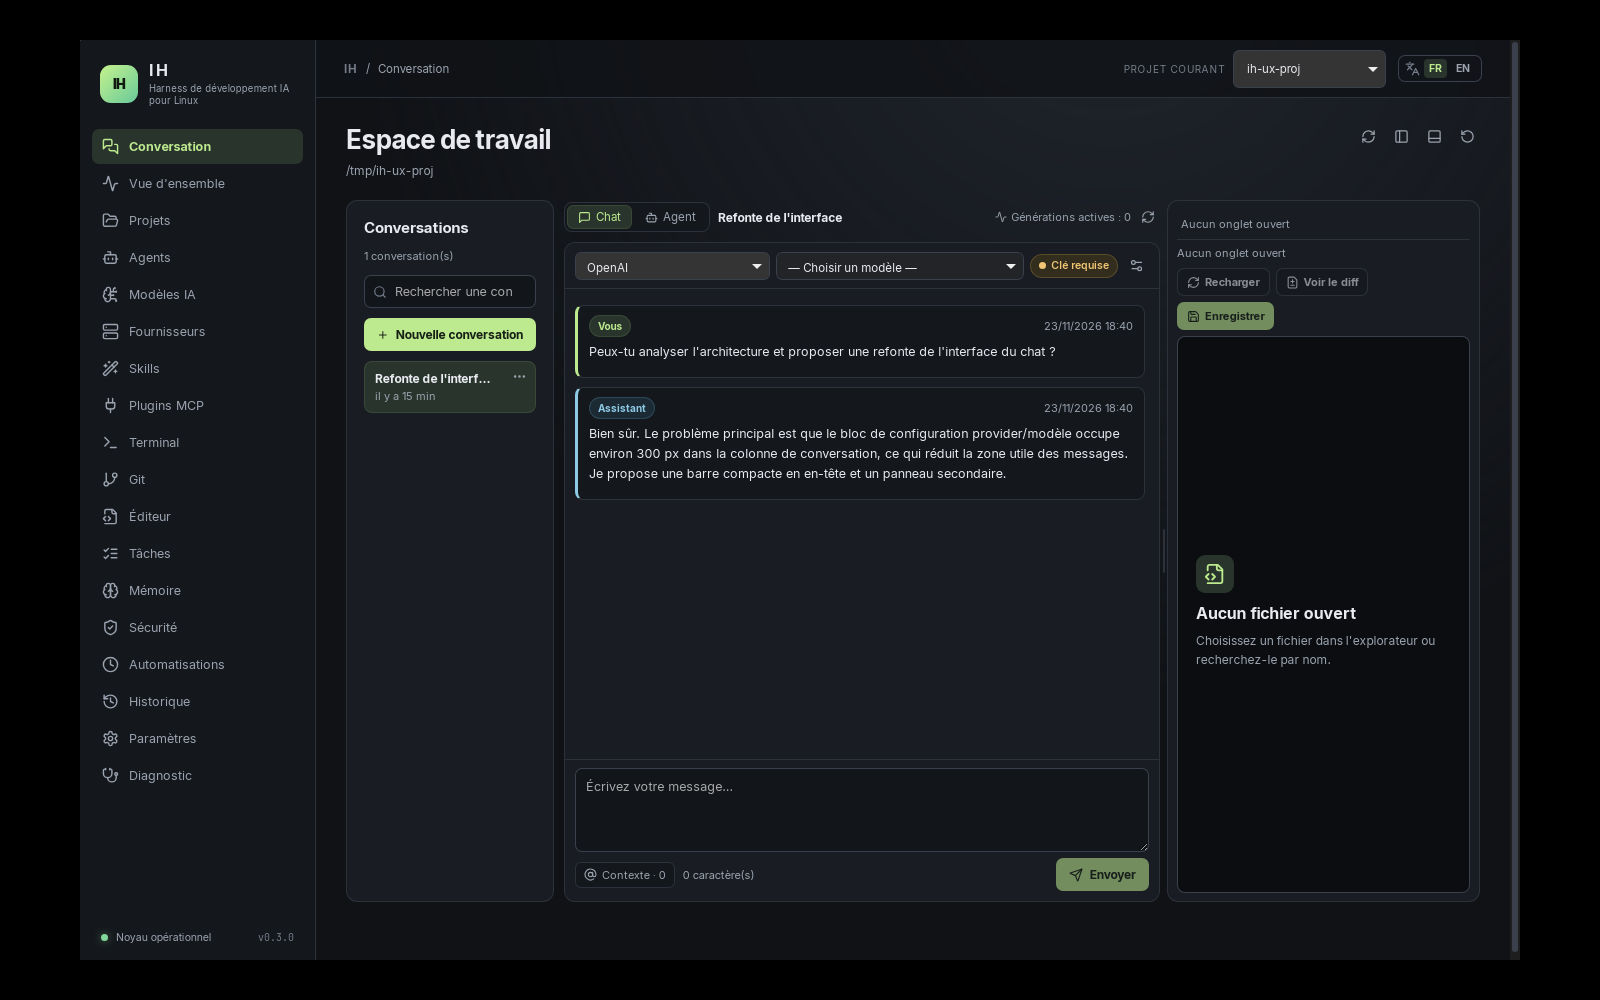 IH
IH
Harness de développement IA
pour Linux
Conversation
Vue d'ensemble
Projets
Agents
Modèles IA
Fournisseurs
Skills
Plugins MCP
Terminal
Git
Éditeur
Tâches
Mémoire
Sécurité
Automatisations
Historique
Paramètres
Diagnostic
Noyau opérationnel v0.3.0
IH / Conversation
PROJET COURANT ih-ux-proj FR EN
Espace de travail
/tmp/ih-ux-proj
Conversations
1 conversation(s)
Rechercher une con
+ Nouvelle conversation
Refonte de l'interf... ...
il y a 15 min
Chat Agent Refonte de l'interface Générations actives : 0
OpenAI — Choisir un modèle — Clé requise
Vous 23/11/2026 18:40
Peux-tu analyser l'architecture et proposer une refonte de l'interface du chat ?
Assistant 23/11/2026 18:40
Bien sûr. Le problème principal est que le bloc de configuration provider/modèle occupe
environ 300 px dans la colonne de conversation, ce qui réduit la zone utile des messages.
Je propose une barre compacte en en-tête et un panneau secondaire.
Écrivez votre message...
Contexte · 0 0 caractère(s) Envoyer
Aucun onglet ouvert
Aucun onglet ouvert
Recharger Voir le diff
Enregistrer
Aucun fichier ouvert
Choisissez un fichier dans l'explorateur ou
recherchez-le par nom.